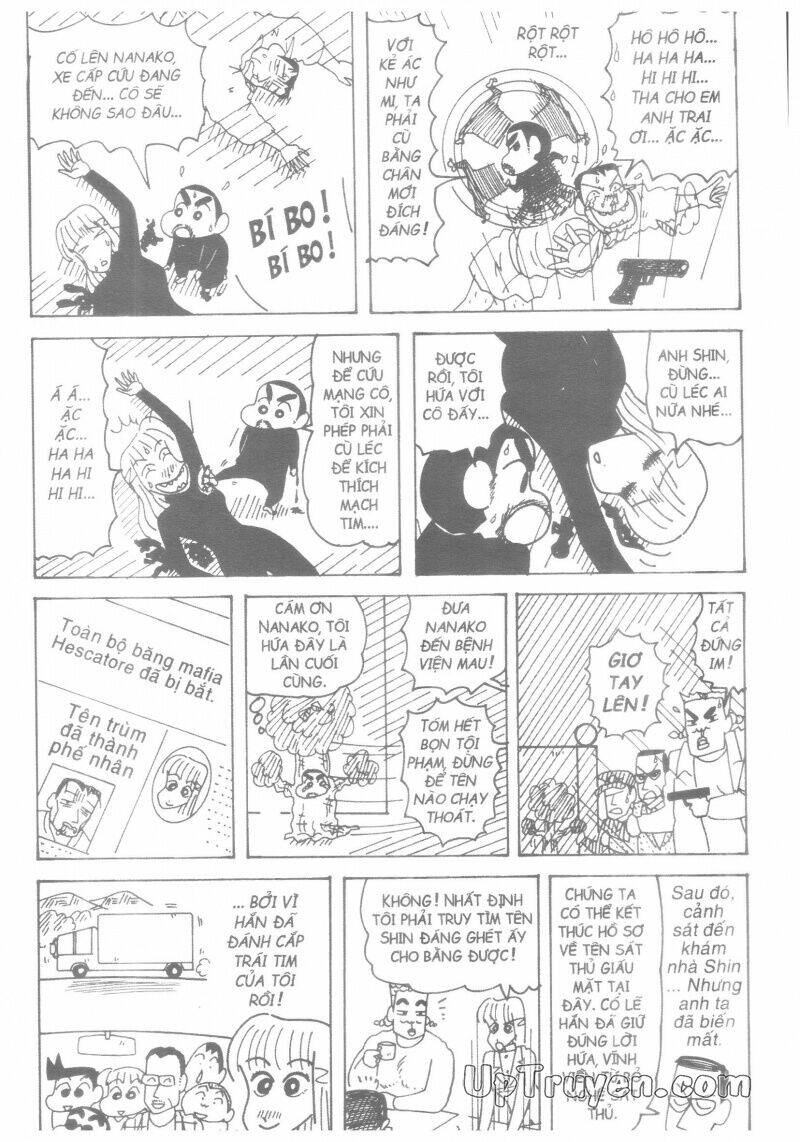 HÔ HÔ HÔ...
HA HA HA...
HI HI HI...
THA CHO EM
ANH TRAI
ƠI... ẶC ẶC...
RỘT RỘT
RỘT...
VỚI
KẺ ÁC
NHƯ
MI, TA
PHẢI
CÙ
BẰNG
CHÂN
MỚI
ĐÍCH
ĐÁNG!
CỐ LÊN NANAKO,
XE CẤP CỨU ĐANG
ĐẾN... CÔ SẼ
KHÔNG SAO ĐÂU...
BÍ BO!
BÍ BO!
ANH SHIN,
ĐỪNG...
CÙ LÉC AI
NỮA NHÉ...
ĐƯỢC
RỒI, TÔI
HỨA VỚI
CÔ ĐẤY...
NHƯNG
ĐỂ CỨU
MẠNG CÔ,
TÔI XIN
PHÉP PHẢI
CÙ LÉC
ĐỂ KÍCH
THÍCH
MẠCH
TIM....
Á Á...
ẶC
ẶC...
HA HA
HA HI
HI HI...
TẤT
CẢ
ĐỨNG
IM!
GIƠ
TAY
LÊN!
ĐƯA
NANAKO
ĐẾN BỆNH
VIỆN MAU!
TÓM HẾT
BỌN TỘI
PHẠM, ĐỪNG
ĐỂ TÊN
NÀO CHẠY
THOÁT.
CÁM ƠN
NANAKO, TÔI
HỨA ĐÂY LÀ
LẦN CUỐI
CÙNG.
Toàn bộ băng mafia
Hescatore đã bị bắt.
Tên trùm
đã thành
phế nhân
Sau đó,
cảnh
sát đến
khám
nhà Shin
... Nhưng
anh ta
đã biến
mất.
CHÚNG TA
CÓ THỂ KẾT
THÚC HỒ SƠ
VỀ TÊN SÁT
THỦ GIẤU
MẶT TẠI
ĐÂY. CÓ LẼ
HẮN ĐÃ GIỮ
ĐÚNG LỜI
HỨA, VĨNH
THỦ.
KHÔNG! NHẤT ĐỊNH
TÔI PHẢI TRUY TÌM TÊN
SHIN ĐÁNG GHÉT ẤY
CHO BẰNG ĐƯỢC!
... BỞI VÌ
HẮN ĐÃ
ĐÁNH CẮP
TRÁI TIM
CỦA TÔI
RỒI!
UpTruyen.com